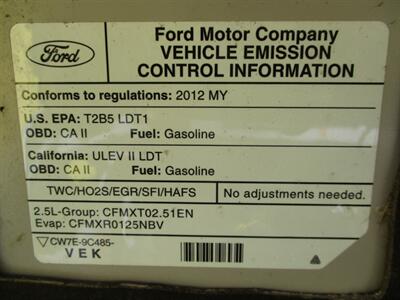 Ford
Ford Motor Company
VEHICLE EMISSION
CONTROL INFORMATION
Conforms to regulations: 2012 MY
U.S. EPA: T2B5 LDT1
OBD: CA II Fuel: Gasoline
California: ULEV II LDT
OBD: CA II Fuel: Gasoline
TWC/HO2S/EGR/SFI/HAFS No adjustments needed.
2.5L-Group: CFMXT02.51EN
Evap: CFMXR0125NBV
CW7E-9C485-
VEK